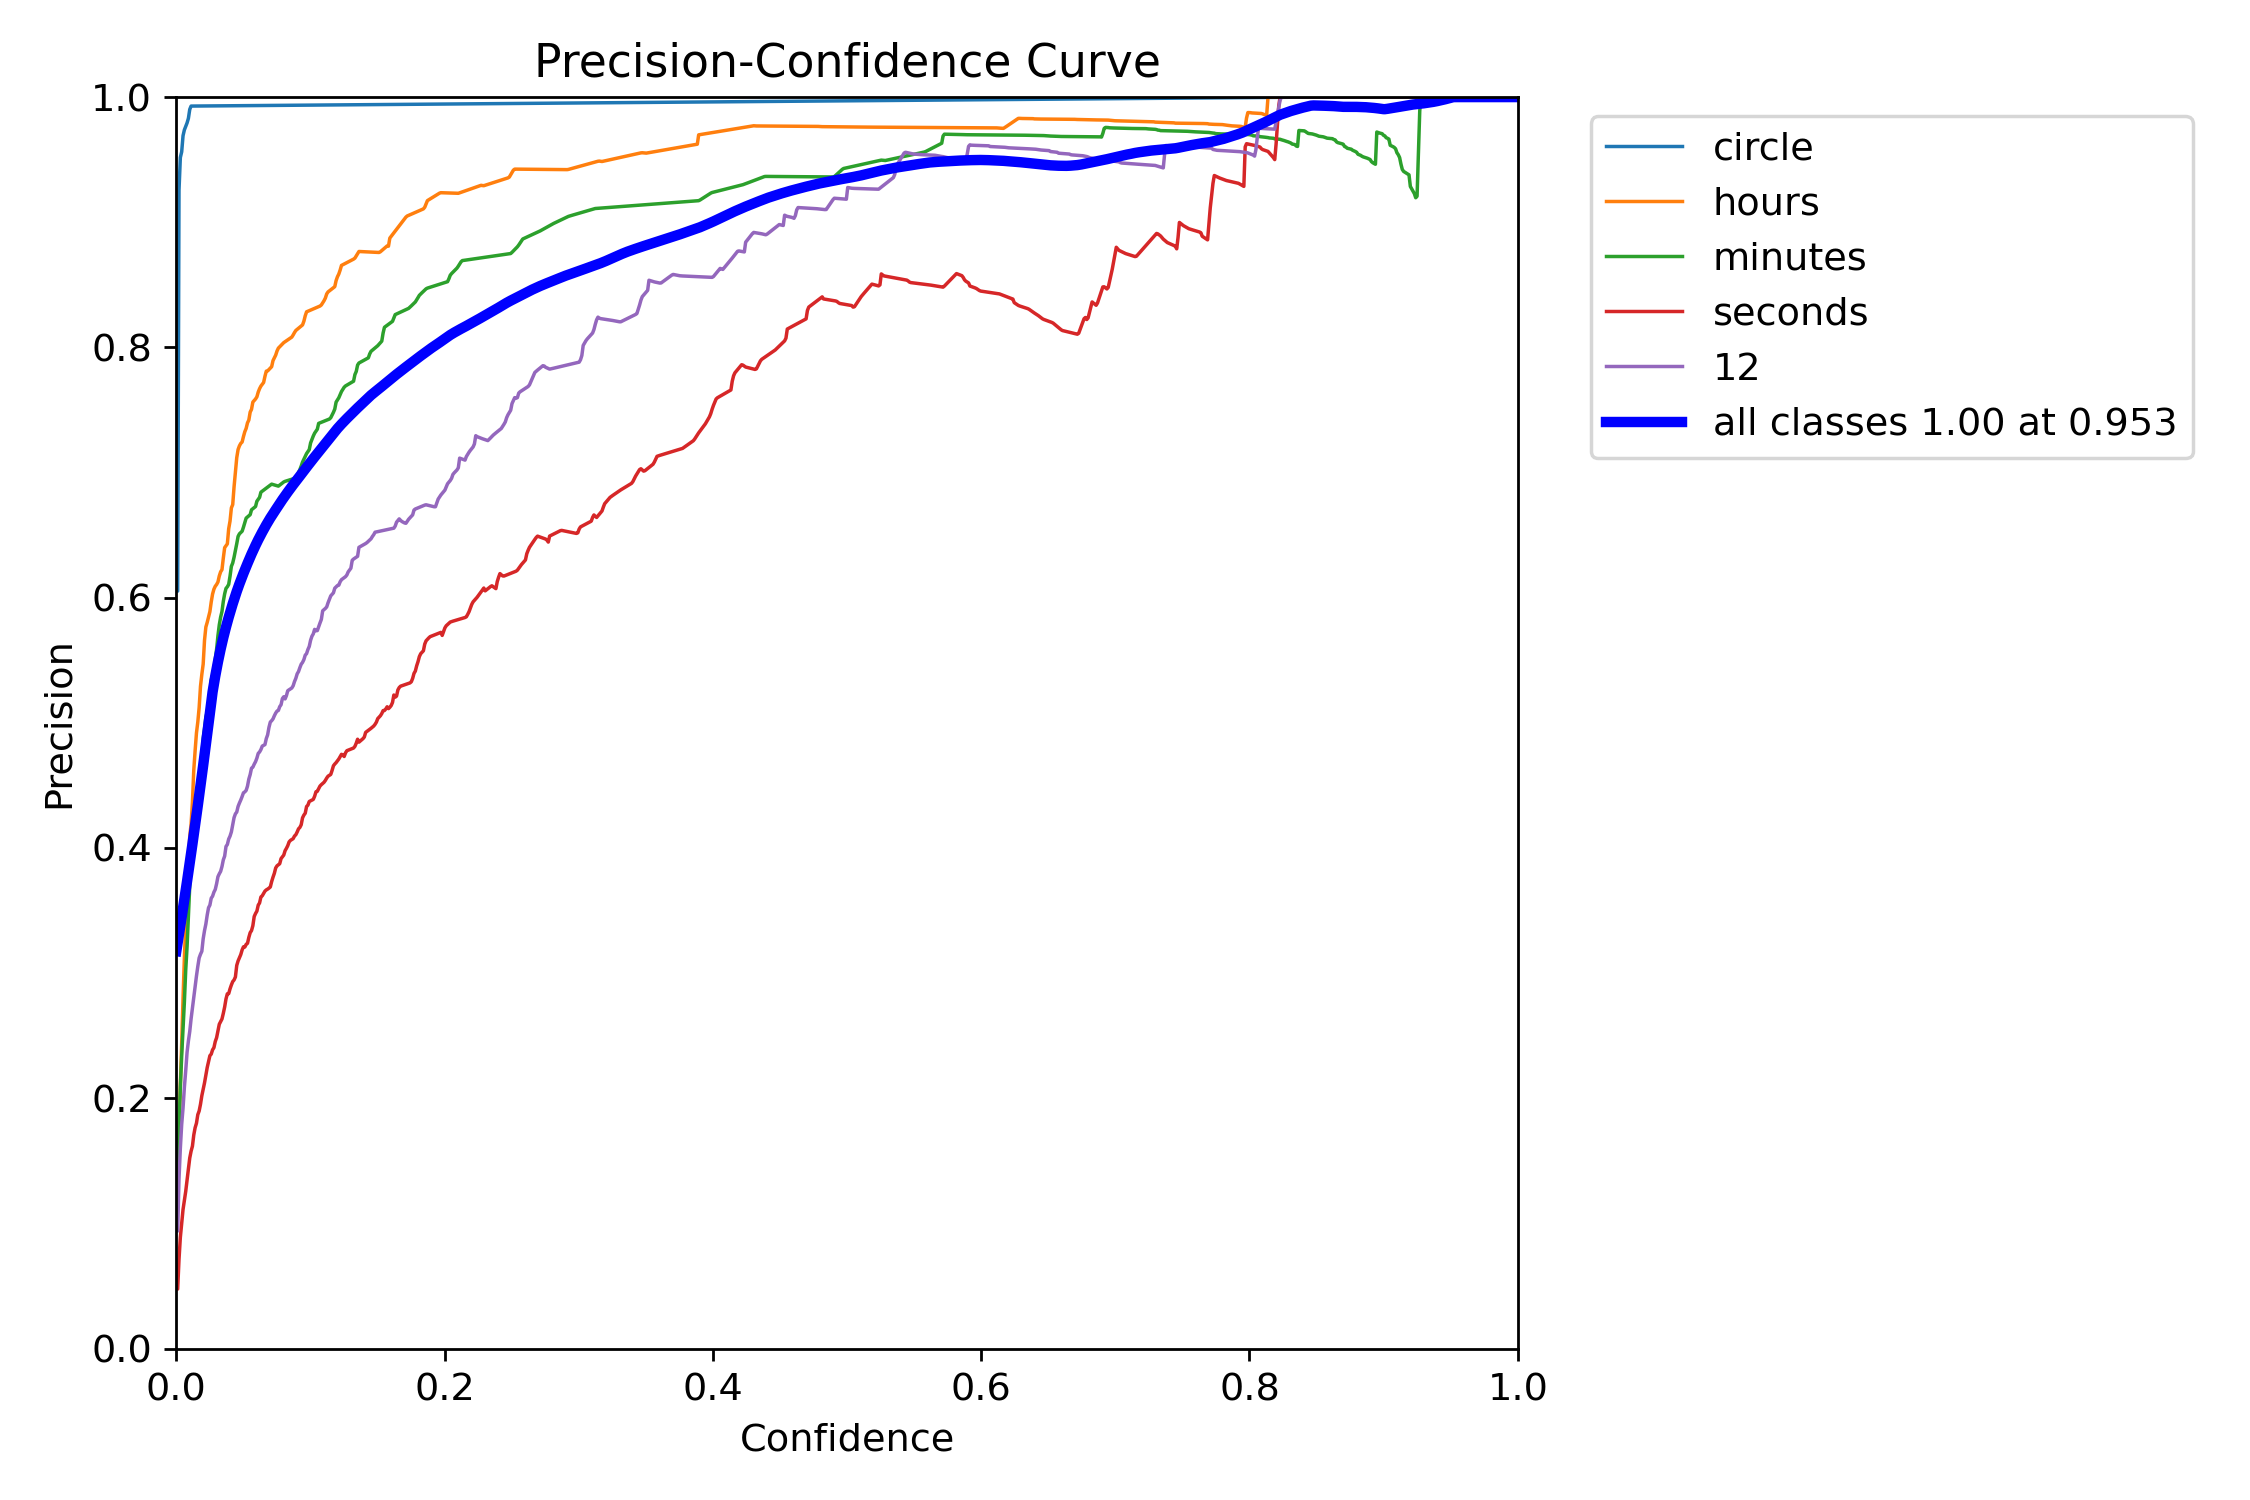 Precision-Confidence Curve
1.0
0.8
0.6
0.4
0.2
0.0
Precision
0.0 0.2 0.4 0.6 0.8 1.0
Confidence
circle
hours
minutes
seconds
12
all classes 1.00 at 0.953